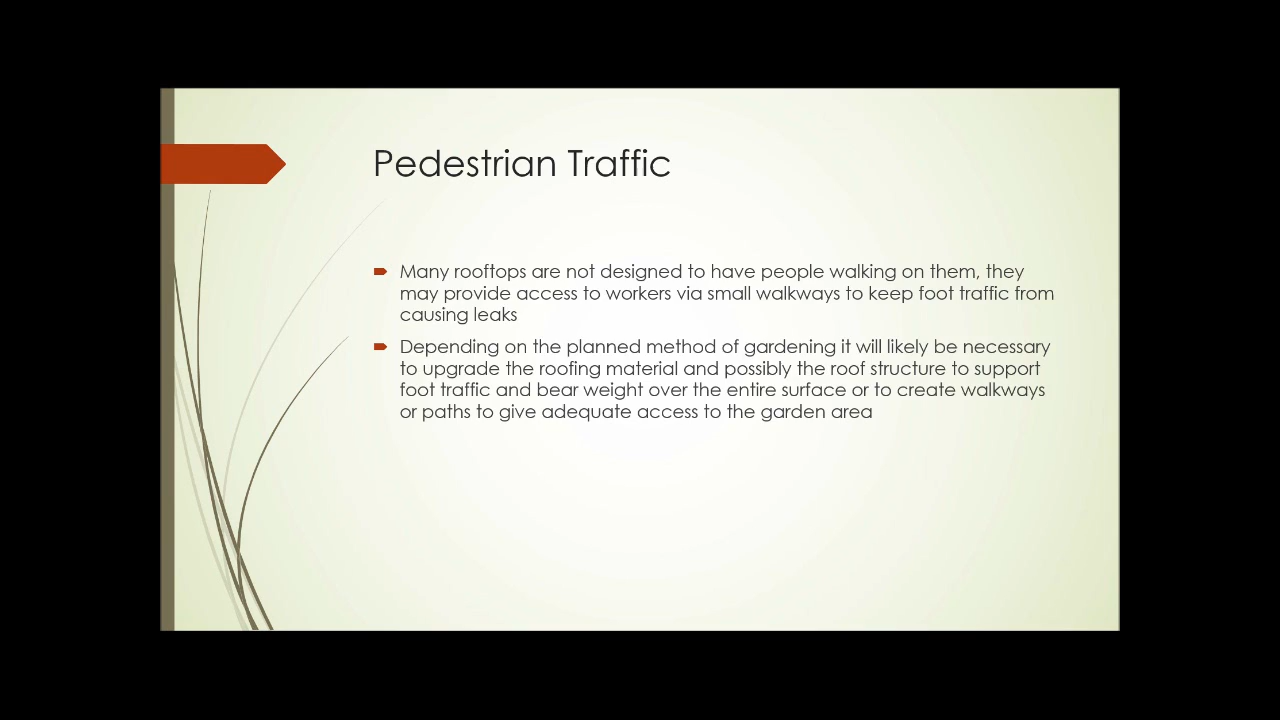 Pedestrian Traffic
Many rooftops are not designed to have people walking on them, they
may provide access to workers via small walkways to keep foot traffic from
causing leaks
Depending on the planned method of gardening it will likely be necessary
to upgrade the roofing material and possibly the roof structure to support
foot traffic and bear weight over the entire surface or to create walkways
or paths to give adequate access to the garden area